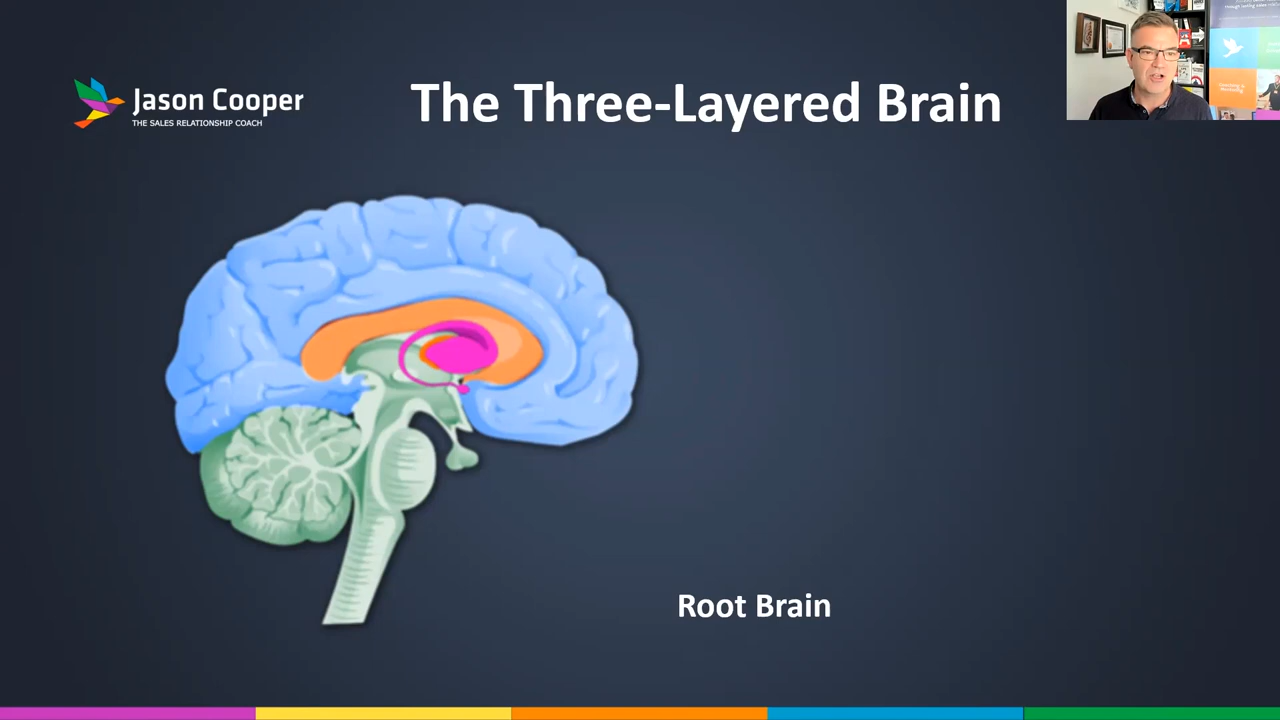 Jason Cooper
THE SALES RELATIONSHIP COACH
The Three-Layered Brain
Root Brain